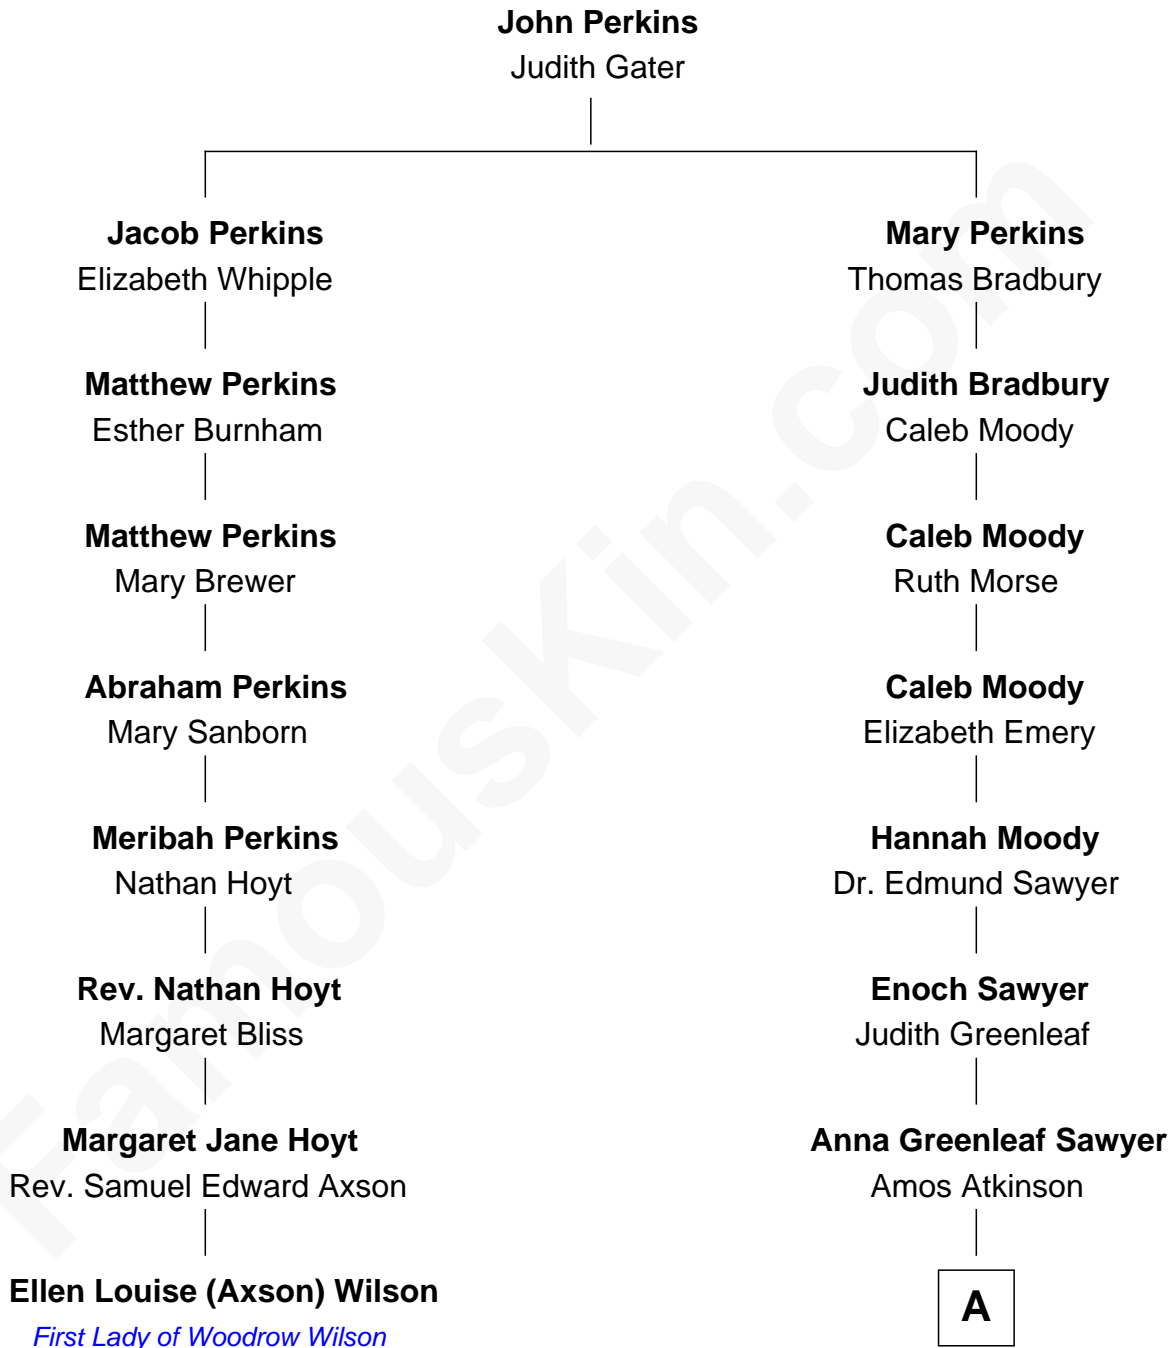 John Perkins
Judith Gater
Jacob Perkins
Elizabeth Whipple
Mary Perkins
Thomas Bradbury
Matthew Perkins
Esther Burnham
Judith Bradbury
Caleb Moody
Matthew Perkins
Mary Brewer
Caleb Moody
Ruth Morse
Abraham Perkins
Mary Sanborn
Caleb Moody
Elizabeth Emery
Meribah Perkins
Nathan Hoyt
Hannah Moody
Dr. Edmund Sawyer
Rev. Nathan Hoyt
Margaret Bliss
Enoch Sawyer
Judith Greenleaf
Margaret Jane Hoyt
Rev. Samuel Edward Axson
Anna Greenleaf Sawyer
Amos Atkinson
Ellen Louise (Axson) Wilson
First Lady of Woodrow Wilson
A
FamousKin.com